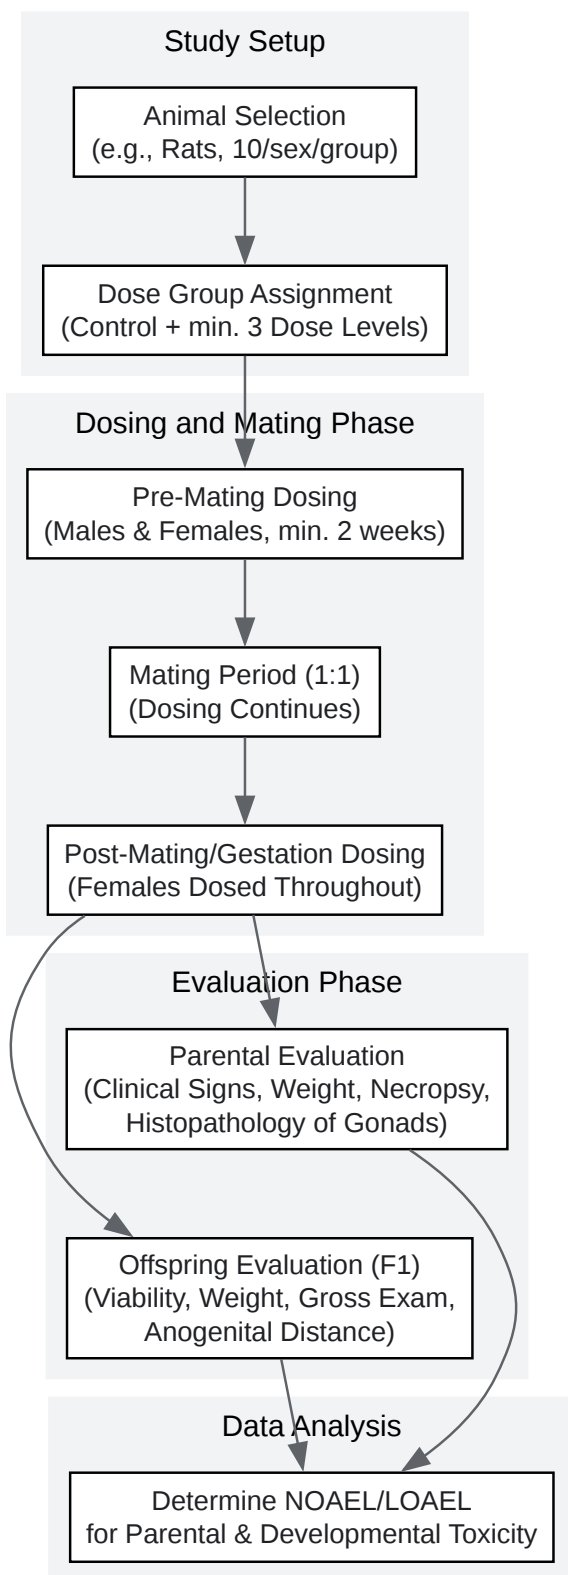 Study Setup
Animal Selection
(e.g., Rats, 10/sex/group)
Dose Group Assignment
(Control + min. 3 Dose Levels)
Dosing and Mating Phase
Pre-Mating Dosing
(Males & Females, min. 2 weeks)
Mating Period (1:1)
(Dosing Continues)
Post-Mating/Gestation Dosing
(Females Dosed Throughout)
Evaluation Phase
Parental Evaluation
(Clinical Signs, Weight, Necropsy,
Histopathology of Gonads)
Offspring Evaluation (F1)
(Viability, Weight, Gross Exam,
Anogenital Distance)
Data Analysis
Determine NOAEL/LOAEL
for Parental & Developmental Toxicity